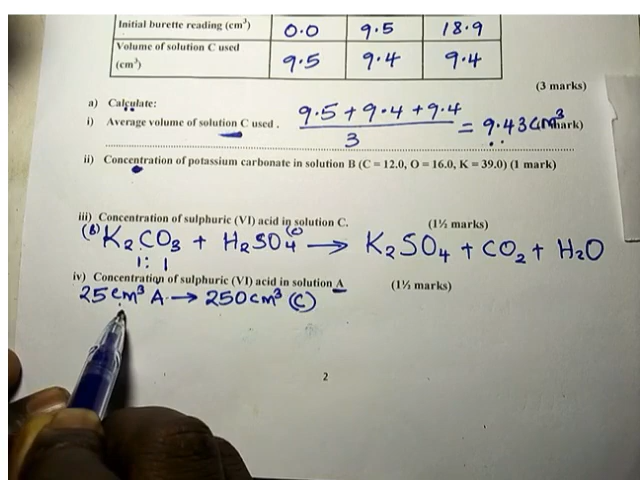 Initial burette reading (cm³) 0.0 9.5 18.9
Volume of solution C used 9.5 9.4 9.4
(cm³)
(3 marks)
a) Calculate:
9.5 + 9.4 + 9.4
i) Average volume of solution C used . = 9.43cm³ mark)
3
ii) Concentration of potassium carbonate in solution B (C = 12.0, O = 16.0, K = 39.0) (1 mark)
iii) Concentration of sulphuric (VI) acid in solution C. (1½ marks)
(B) K₂CO₃ + H₂SO₄ (C) → K₂SO₄ + CO₂ + H₂O
1 : 1
iv) Concentration of sulphuric (VI) acid in solution A (1½ marks)
25cm³ A → 250cm³ (C)
2